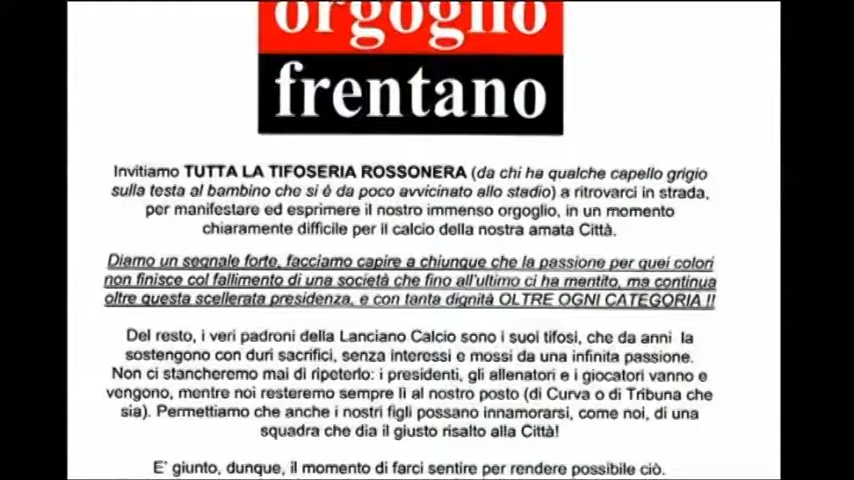 orgoglio
frentano
Invitiamo TUTTA LA TIFOSERIA ROSSONERA (da chi ha qualche capello grigio
sulla testa al bambino che si è da poco avvicinato allo stadio) a ritrovarci in strada,
per manifestare ed esprimere il nostro immenso orgoglio, in un momento
chiaramente difficile per il calcio della nostra amata Città.
Diamo un segnale forte, facciamo capire a chiunque che la passione per quei colori
non finisce col fallimento di una società che fino all'ultimo ci ha mentito, ma continua
oltre questa scellerata presidenza, e con tanta dignità OLTRE OGNI CATEGORIA !!
Del resto, i veri padroni della Lanciano Calcio sono i suoi tifosi, che da anni la
sostengono con duri sacrifici, senza interessi e mossi da una infinita passione.
Non ci stancheremo mai di ripeterlo: i presidenti, gli allenatori e i giocatori vanno e
vengono, mentre noi resteremo sempre lì al nostro posto (di Curva o di Tribuna che
sia). Permettiamo che anche i nostri figli possano innamorarsi, come noi, di una
squadra che dia il giusto risalto alla Città!
E' giunto, dunque, il momento di farci sentire per rendere possibile ciò.